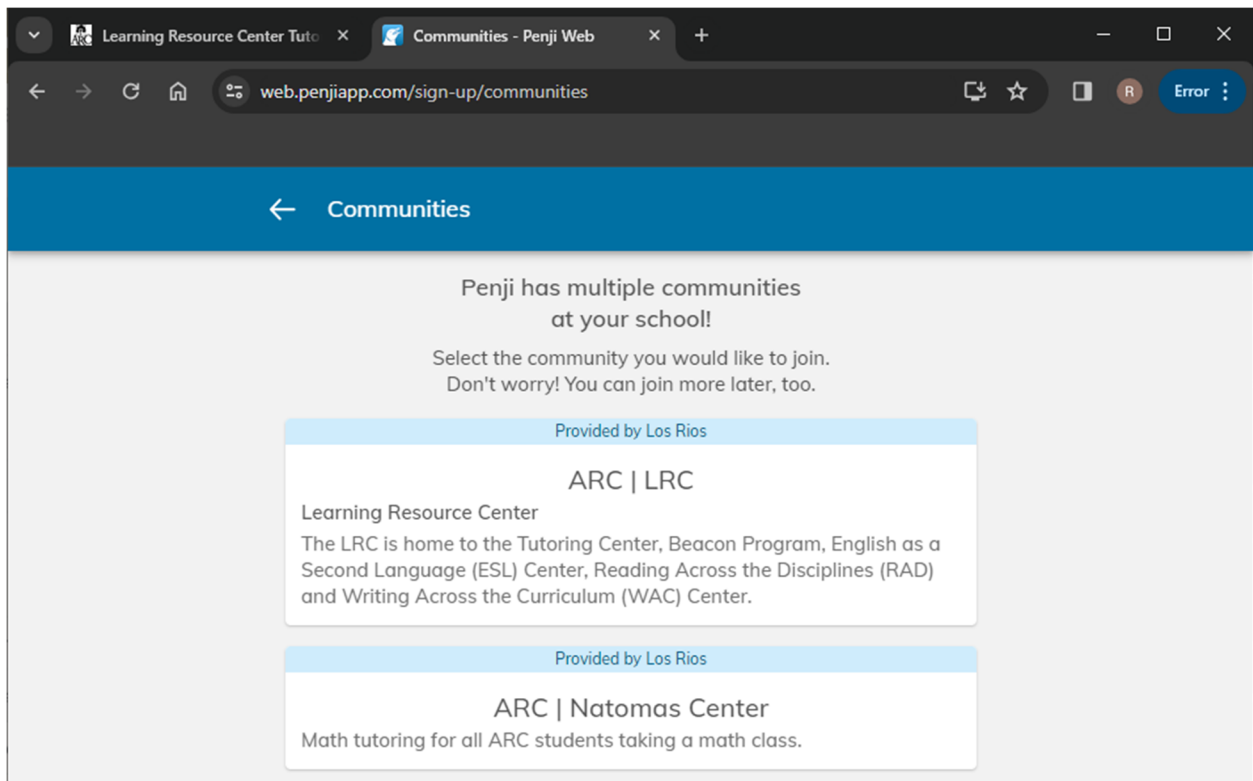 Learning Resource Center Tuto
Communities - Penji Web
web.penjiapp.com/sign-up/communities
R
Error
Communities
Penji has multiple communities
at your school!
Select the community you would like to join.
Don't worry! You can join more later, too.
Provided by Los Rios
ARC | LRC
Learning Resource Center
The LRC is home to the Tutoring Center, Beacon Program, English as a
Second Language (ESL) Center, Reading Across the Disciplines (RAD)
and Writing Across the Curriculum (WAC) Center.
Provided by Los Rios
ARC | Natomas Center
Math tutoring for all ARC students taking a math class.